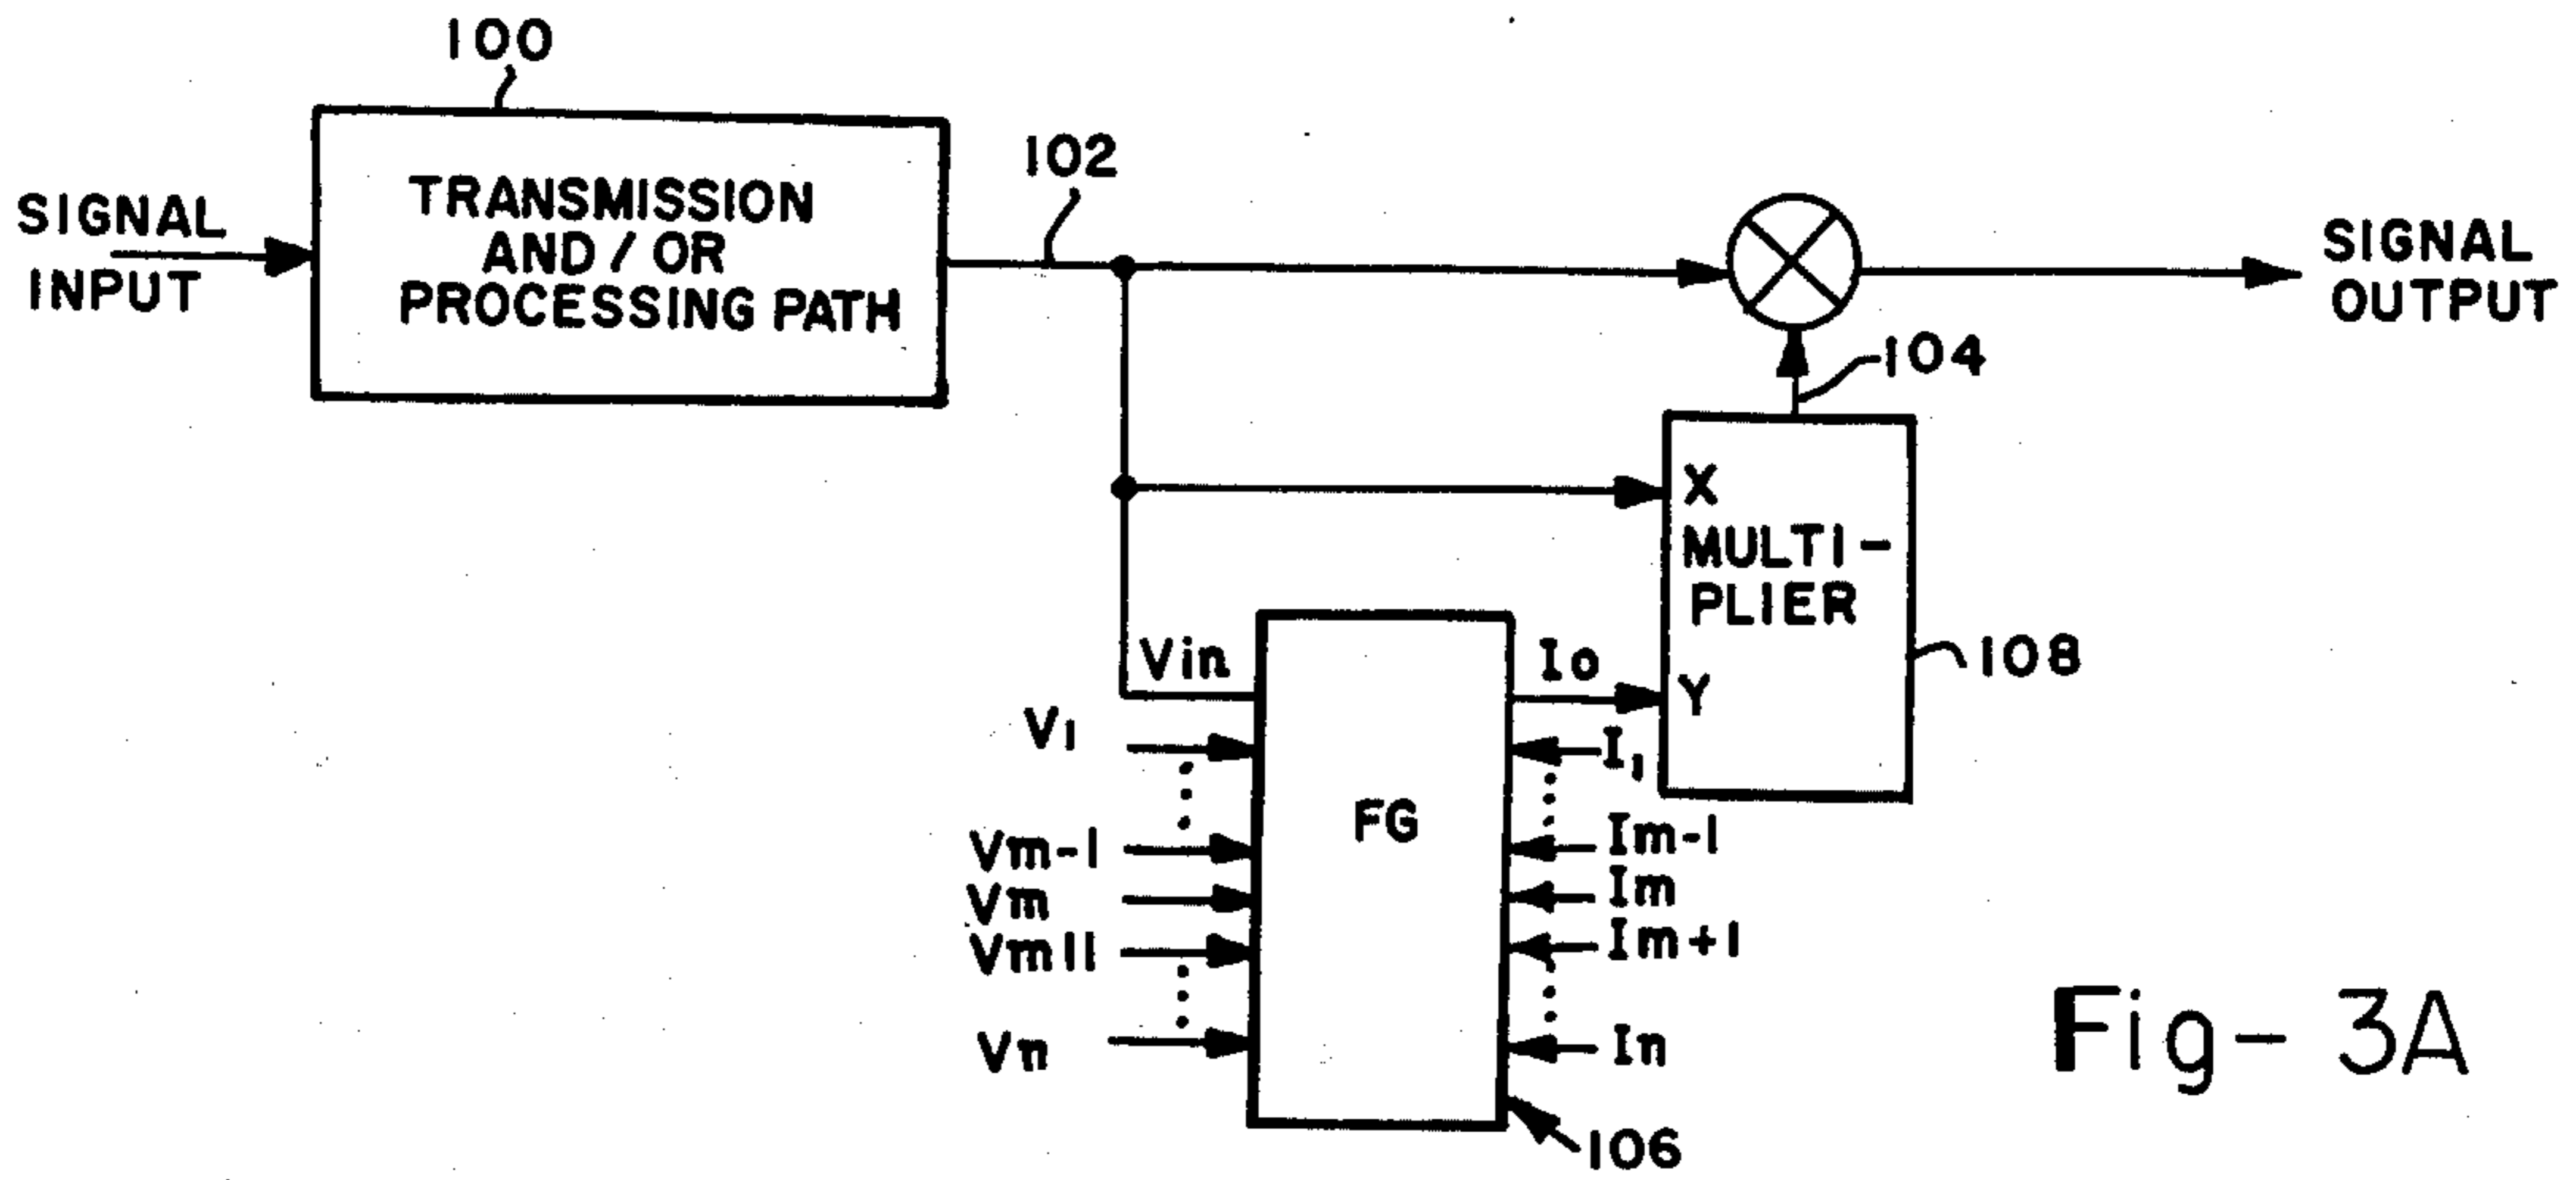 100
102
SIGNAL
INPUT
TRANSMISSION
AND / OR
PROCESSING PATH
SIGNAL
OUTPUT
104
X
MULTI-
PLIER
Y
108
Vin
Io
V1
I1
FG
Vm-1
Im-1
Vm
Im
Vm11
Im+1
Vn
In
106
Fig- 3A